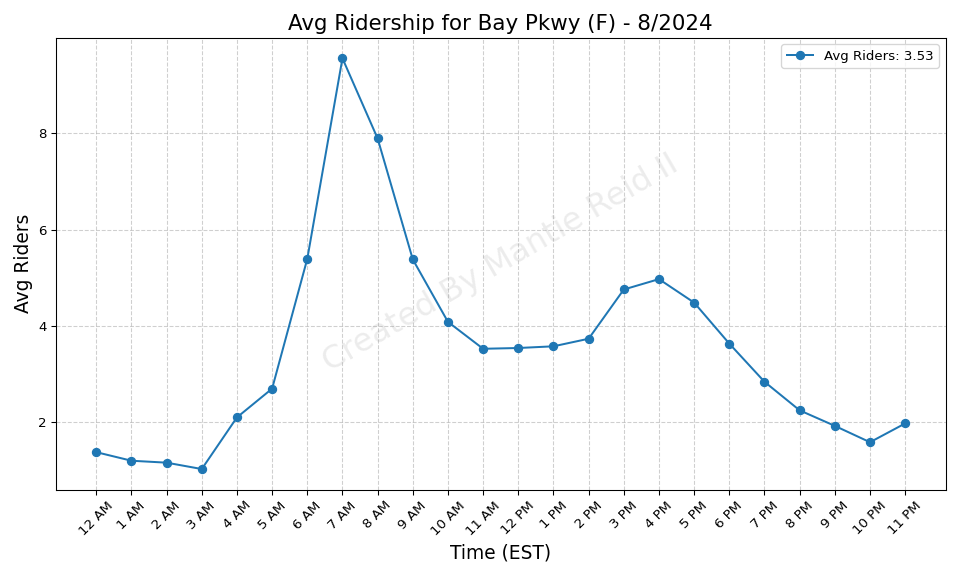 Avg Ridership for Bay Pkwy (F) - 8/2024
Avg Riders: 3.53
Avg Riders
8
6
4
2
Created By Mantie Reid II
12 AM
1 AM
2 AM
3 AM
4 AM
5 AM
6 AM
7 AM
8 AM
9 AM
10 AM
11 AM
12 PM
1 PM
2 PM
3 PM
4 PM
5 PM
6 PM
7 PM
8 PM
9 PM
10 PM
11 PM
Time (EST)